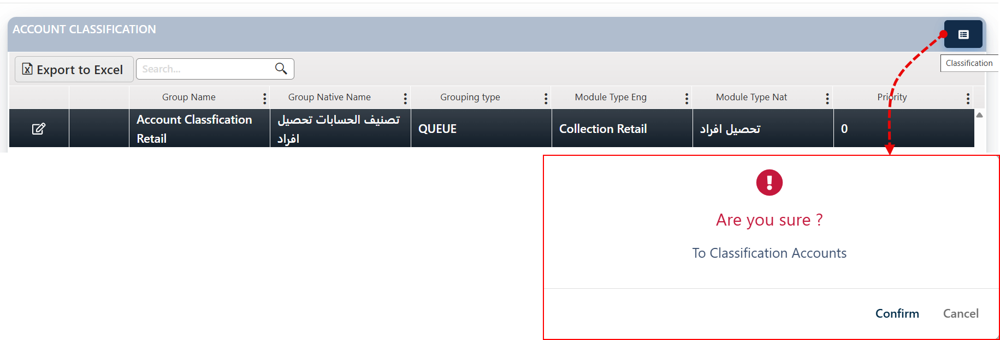 ACCOUNT CLASSIFICATION
Classification
Export to Excel
Search...
Group Name
Group Native Name
Grouping type
Module Type Eng
Module Type Nat
Priority
Account Classfication
Retail
تصنيف الحسابات تحصيل
افراد
QUEUE
Collection Retail
تحصيل افراد
0
Are you sure ?
To Classification Accounts
Confirm
Cancel